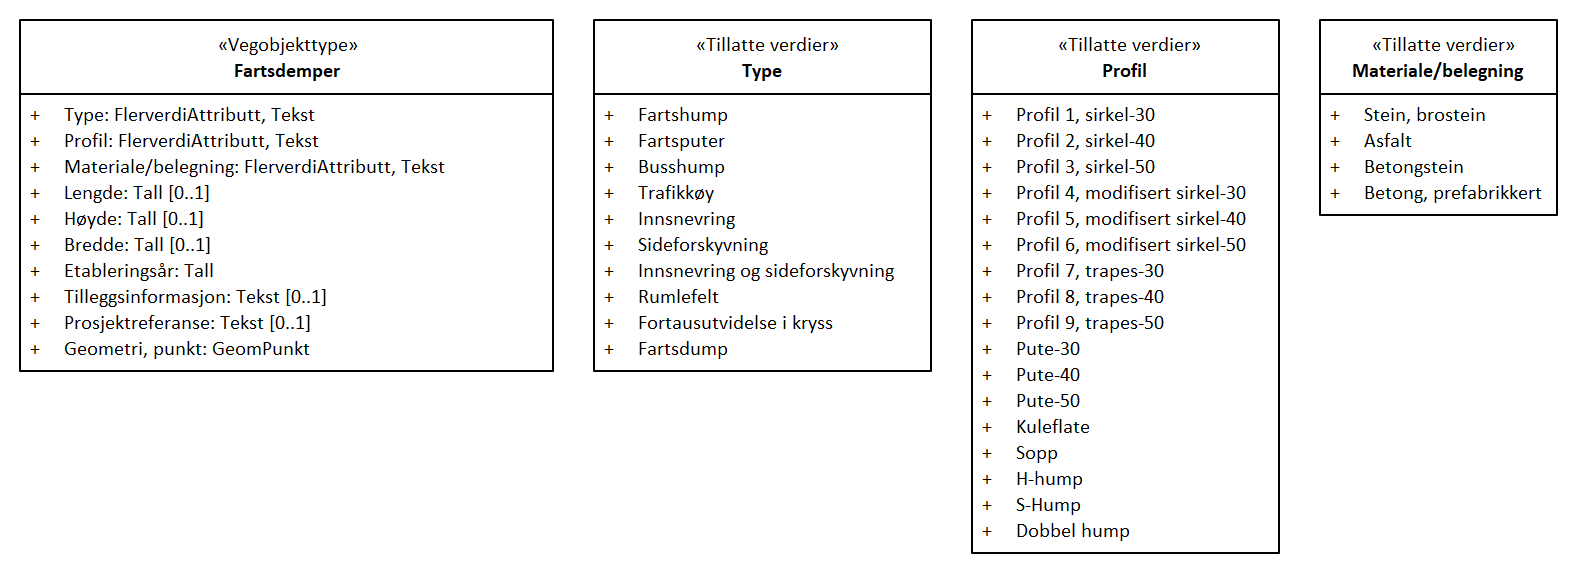 «Vegobjekttype»
Fartsdemper
+ Type: FlerverdiAttributt, Tekst
+ Profil: FlerverdiAttributt, Tekst
+ Materiale/belegning: FlerverdiAttributt, Tekst
+ Lengde: Tall [0..1]
+ Høyde: Tall [0..1]
+ Bredde: Tall [0..1]
+ Etableringsår: Tall
+ Tilleggsinformasjon: Tekst [0..1]
+ Prosjektreferanse: Tekst [0..1]
+ Geometri, punkt: GeomPunkt
«Tillatte verdier»
Type
+ Fartshump
+ Fartsputer
+ Busshump
+ Trafikkøy
+ Innsnevring
+ Sideforskyvning
+ Innsnevring og sideforskyvning
+ Rumlefelt
+ Fortausutvidelse i kryss
+ Fartsdump
«Tillatte verdier»
Profil
+ Profil 1, sirkel-30
+ Profil 2, sirkel-40
+ Profil 3, sirkel-50
+ Profil 4, modifisert sirkel-30
+ Profil 5, modifisert sirkel-40
+ Profil 6, modifisert sirkel-50
+ Profil 7, trapes-30
+ Profil 8, trapes-40
+ Profil 9, trapes-50
+ Pute-30
+ Pute-40
+ Pute-50
+ Kuleflate
+ Sopp
+ H-hump
+ S-Hump
+ Dobbel hump
«Tillatte verdier»
Materiale/belegning
+ Stein, brostein
+ Asfalt
+ Betongstein
+ Betong, prefabrikkert